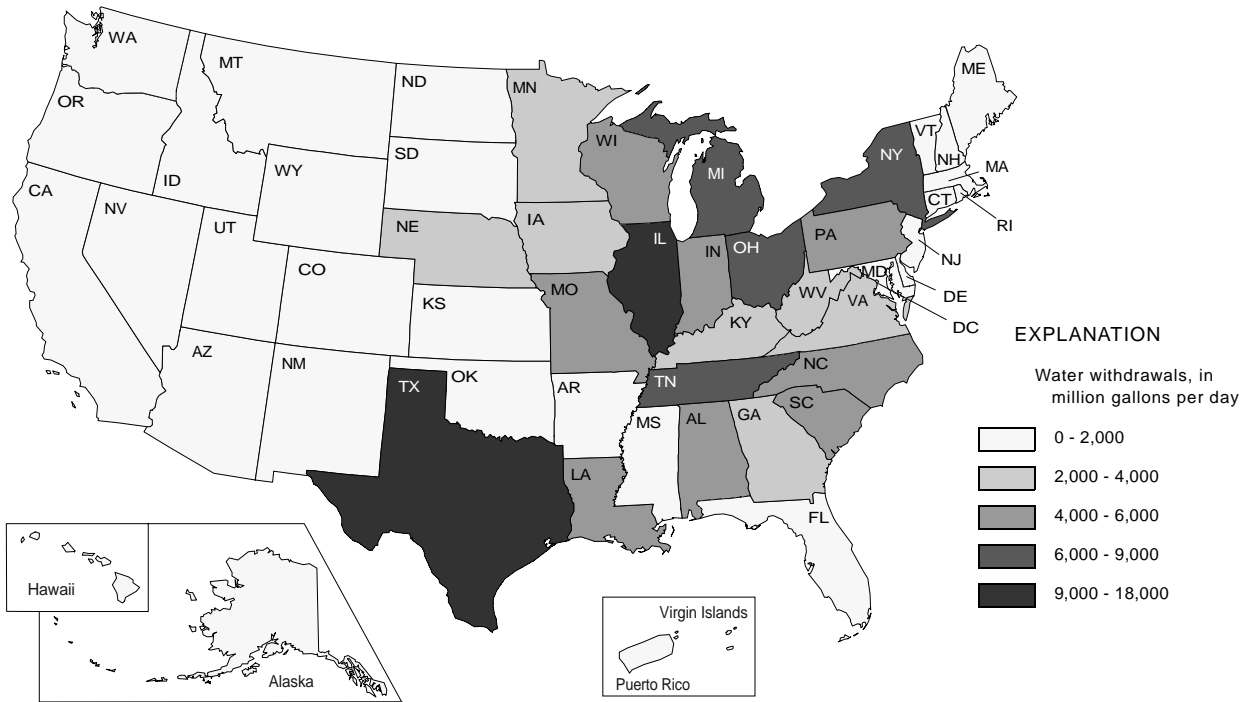 WA
MT
ND
MN
ME
OR
VT
WI
NY
NH
SD
MI
MA
ID
WY
CA
CT
NV
RI
UT
NE
IA
PA
IL
IN
OH
NJ
CO
MD
MO
WV
VA
DE
KS
KY
DC
AZ
NM
OK
NC
TN
TX
AR
SC
MS
AL
GA
LA
FL
EXPLANATION
Water withdrawals, in
million gallons per day
0 - 2,000
2,000 - 4,000
4,000 - 6,000
6,000 - 9,000
9,000 - 18,000
Hawaii
Alaska
Virgin Islands
Puerto Rico